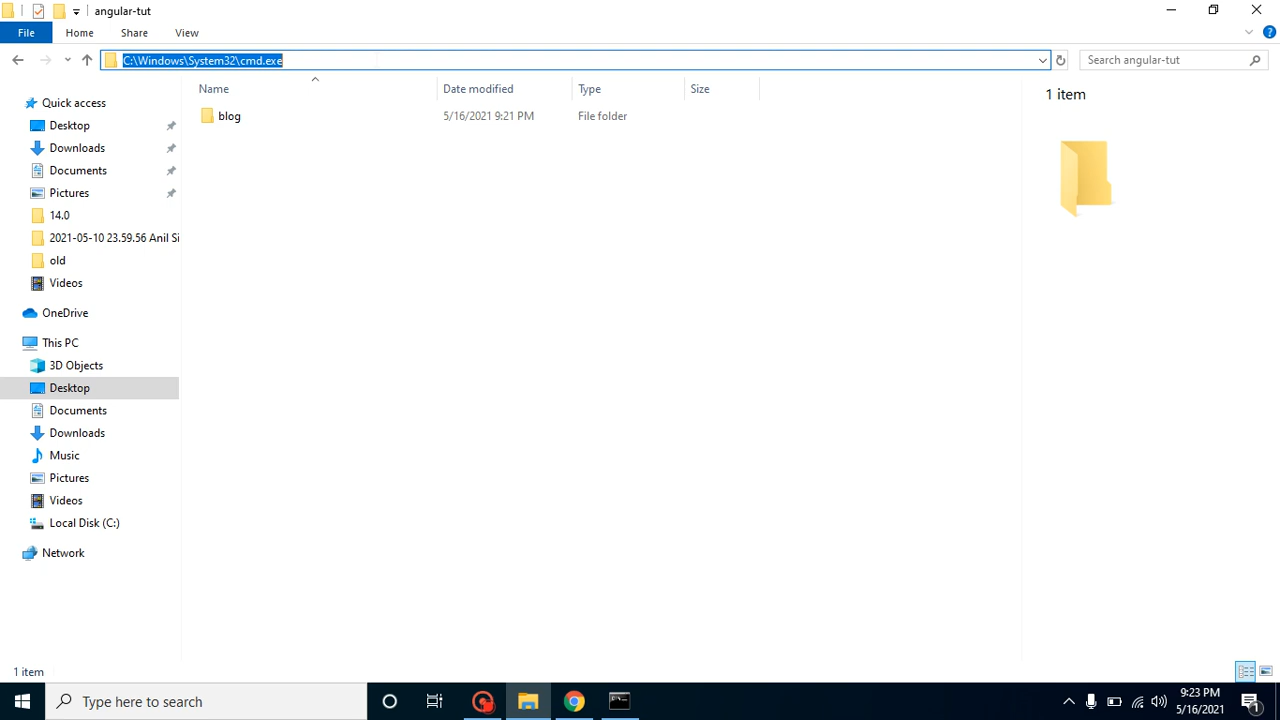 angular-tut
File
Home
Share
View
C:\Windows\System32\cmd.exe
Search angular-tut
Name
Date modified
Type
Size
blog
5/16/2021 9:21 PM
File folder
1 item
Quick access
Desktop
Downloads
Documents
Pictures
14.0
2021-05-10 23.59.56 Anil Si
old
Videos
OneDrive
This PC
3D Objects
Desktop
Documents
Downloads
Music
Pictures
Videos
Local Disk (C:)
Network
1 item
Type here to search
9:23 PM
5/16/2021
1